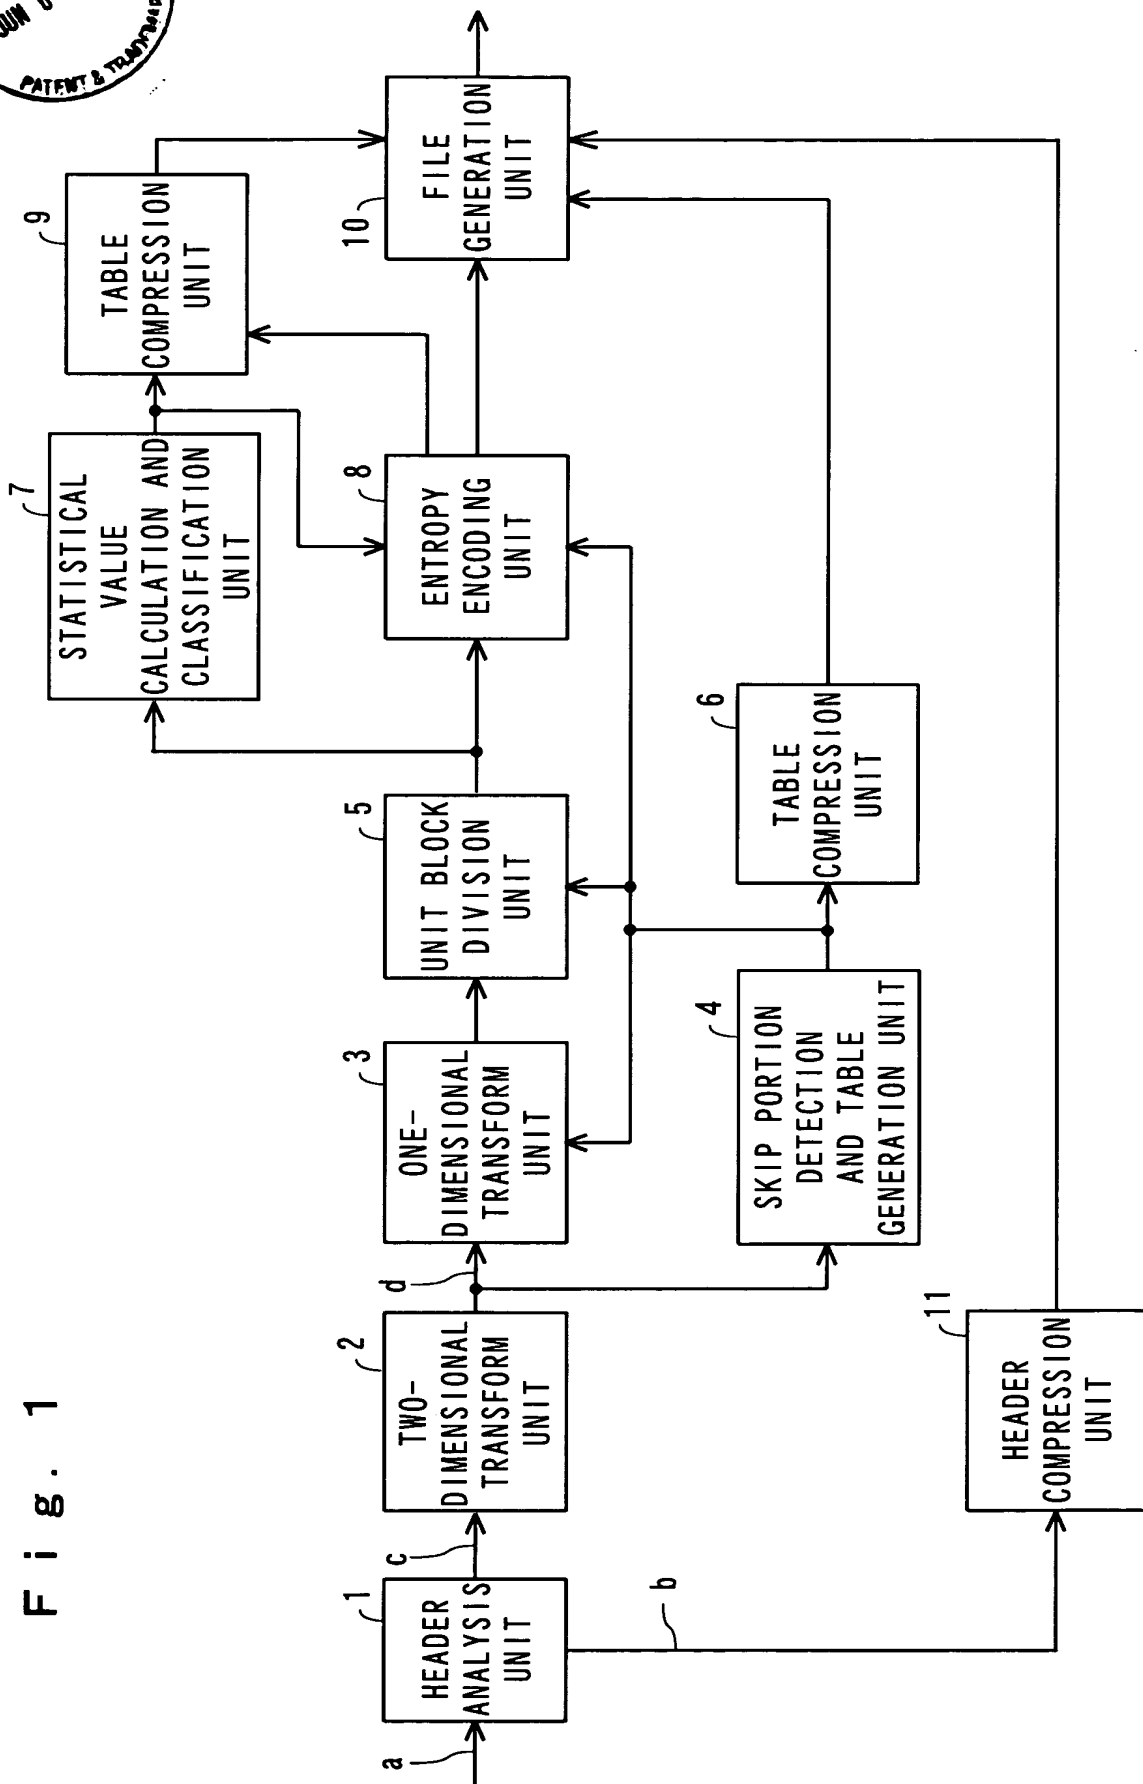 Fig. 1
JUN
PATENT & TRADEMARK
a
HEADER
ANALYSIS
UNIT
1
b
c
TWO-
DIMENSIONAL
TRANSFORM
UNIT
2
d
ONE-
DIMENSIONAL
TRANSFORM
UNIT
3
SKIP PORTION
DETECTION
AND TABLE
GENERATION UNIT
4
UNIT BLOCK
DIVISION
UNIT
5
TABLE
COMPRESSION
UNIT
6
STATISTICAL
VALUE
CALCULATION AND
CLASSIFICATION
UNIT
7
ENTROPY
ENCODING
UNIT
8
TABLE
COMPRESSION
UNIT
9
FILE
GENERATION
UNIT
10
HEADER
COMPRESSION
UNIT
11